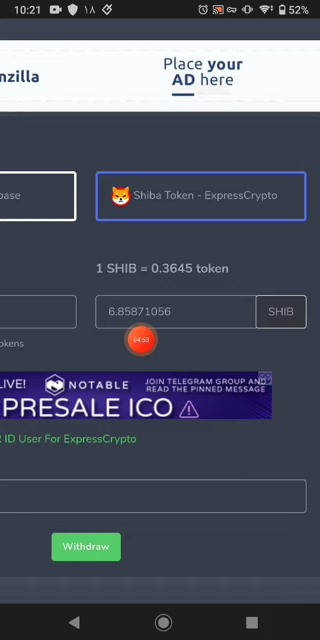 10:21 ١٨ 52%
nzilla
Place your
AD here
base
Shiba Token - ExpressCrypto
1 SHIB = 0.3645 token
6.85871056 SHIB
04:53
okens
LIVE! NOTABLE JOIN TELEGRAM GROUP AND
READ THE PINNED MESSAGE
PRESALE ICO
R ID User For ExpressCrypto
Withdraw